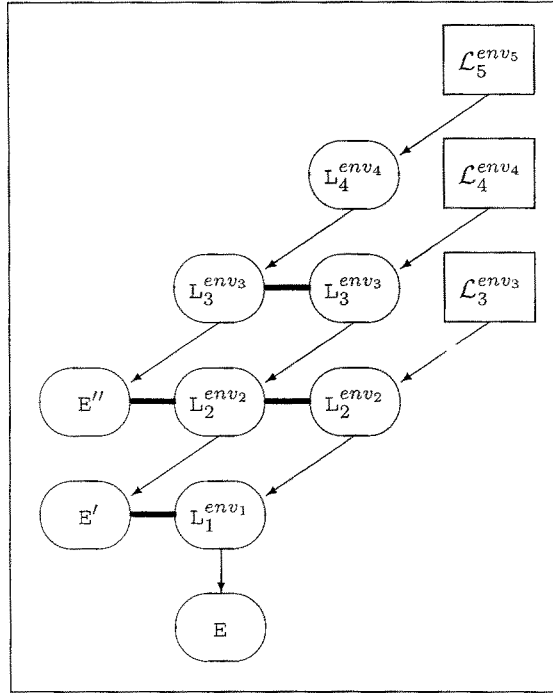 ℒ₅^{env₅}
L₄^{env₄} ℒ₄^{env₄}
L₃^{env₃} L₃^{env₃} ℒ₃^{env₃}
E″ L₂^{env₂} L₂^{env₂}
E′ L₁^{env₁}
E